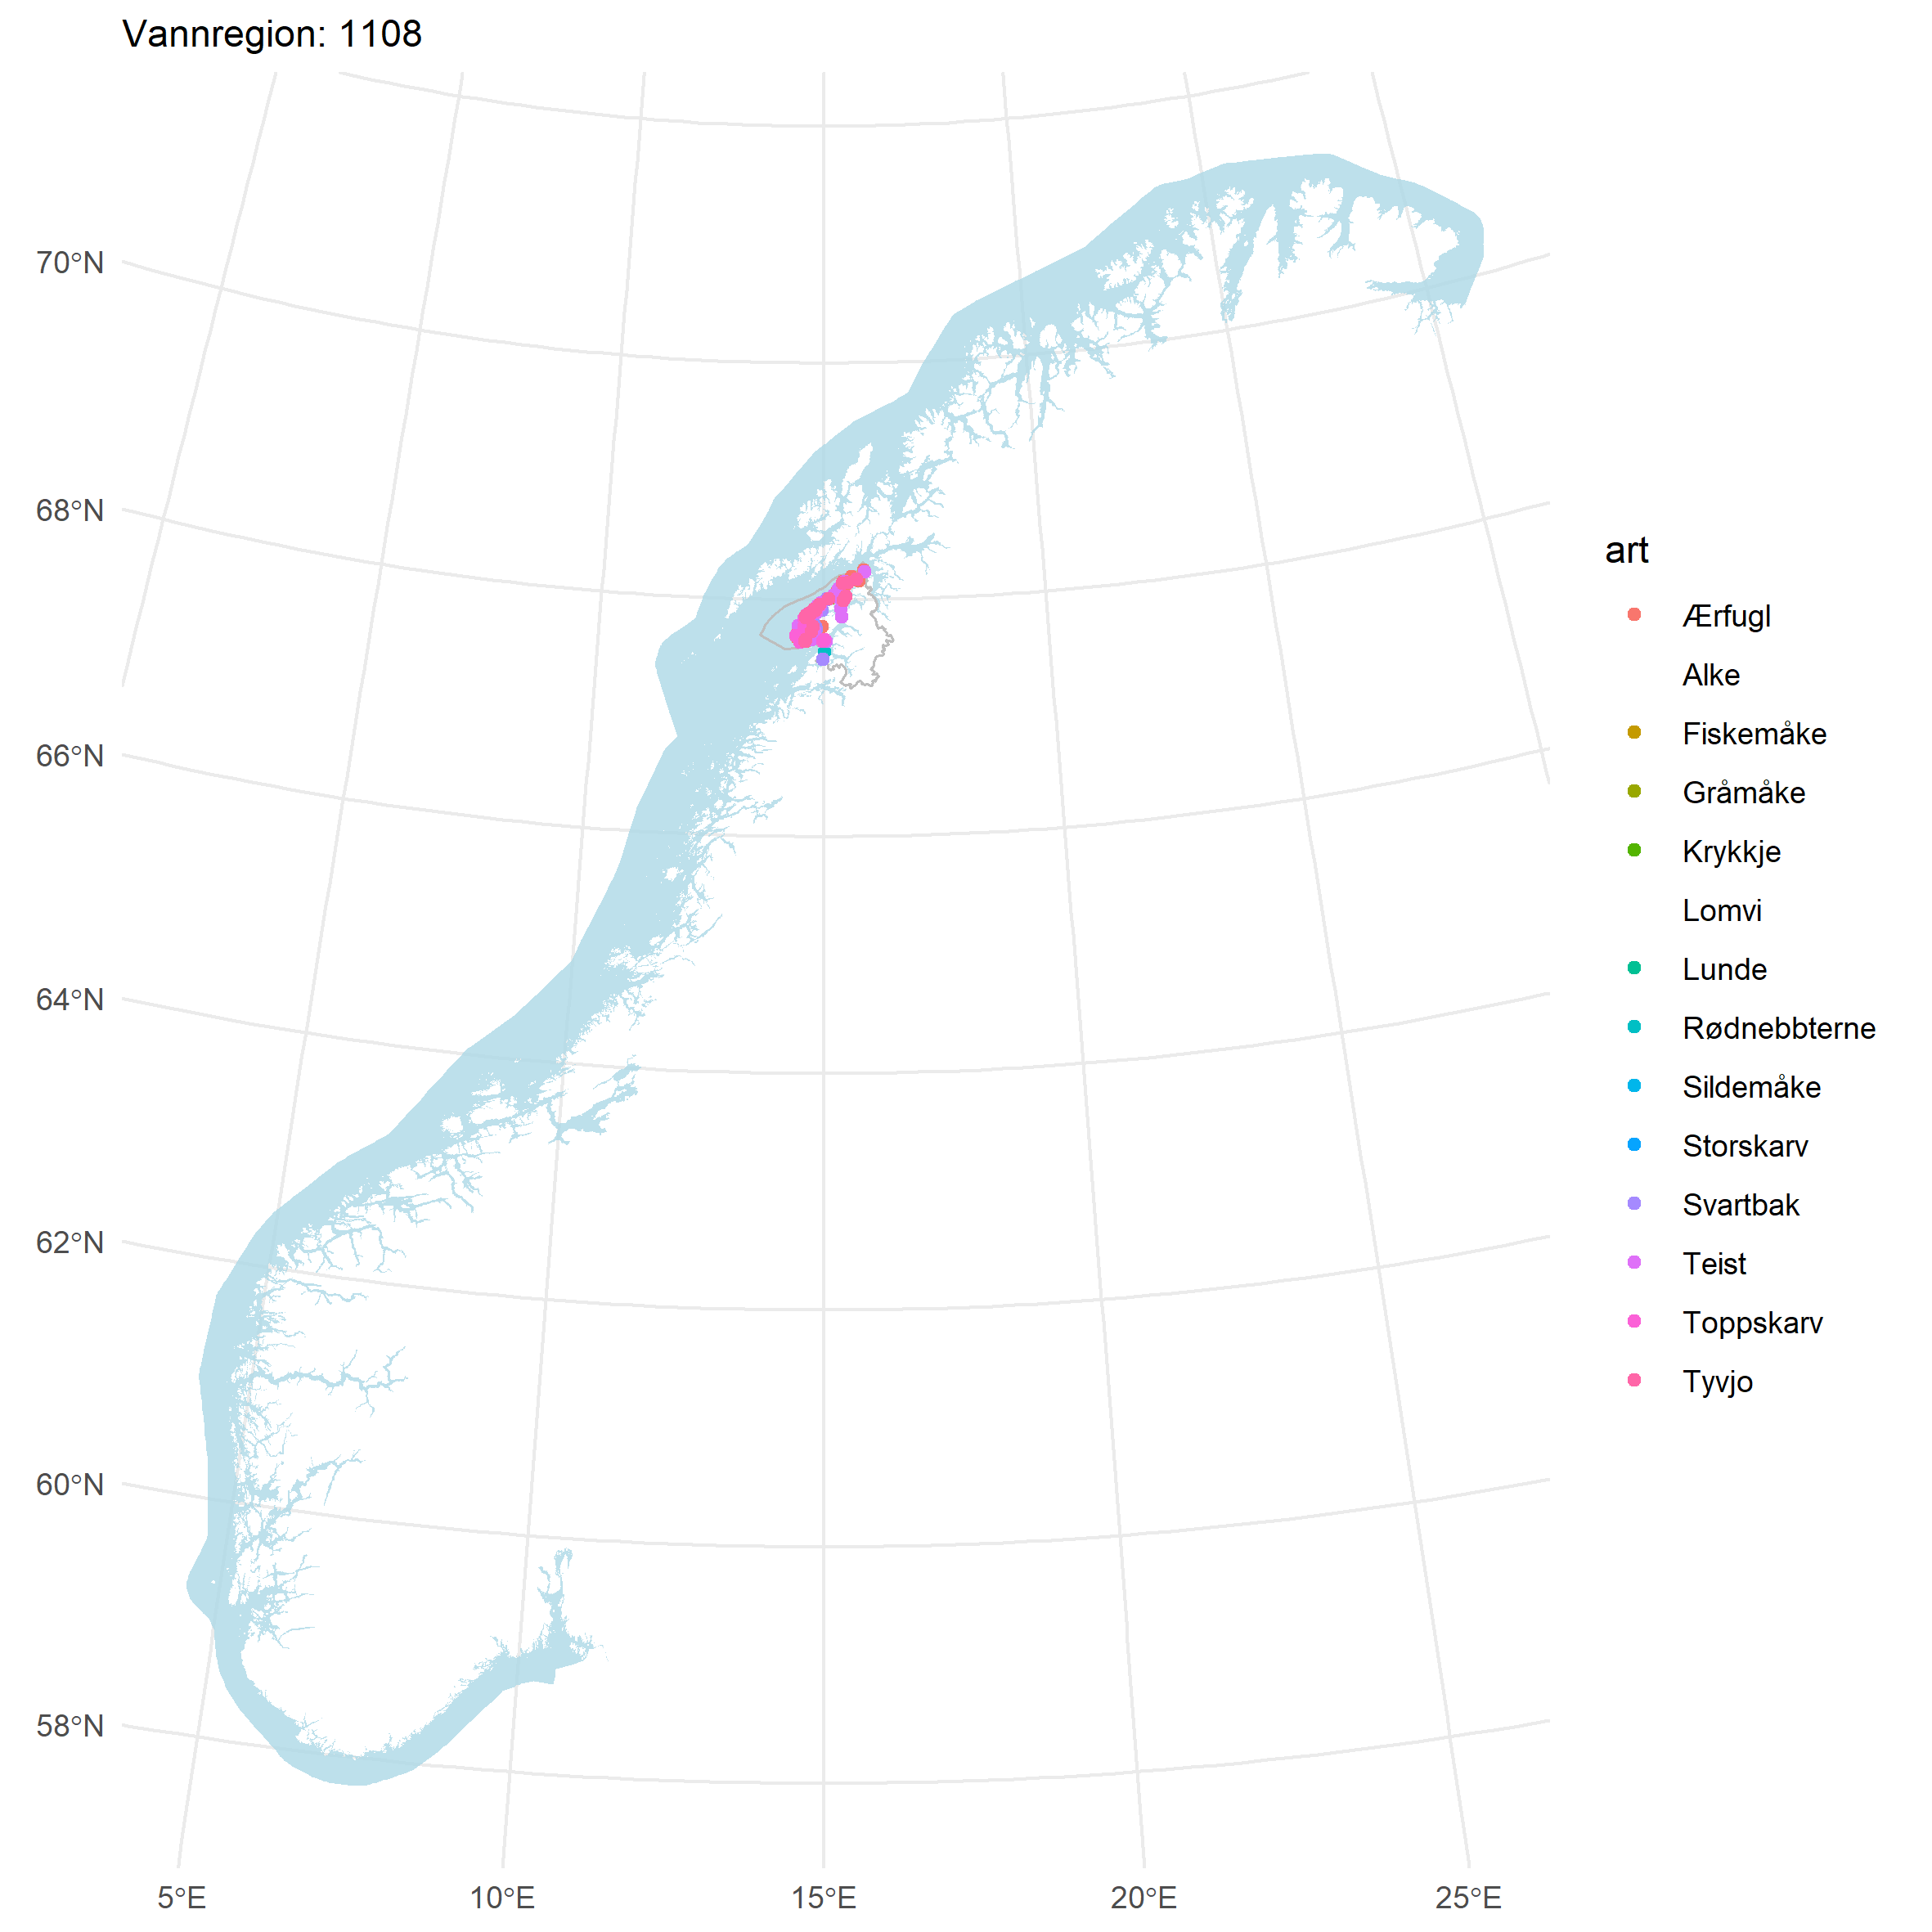 Vannregion: 1108
70°N
68°N
66°N
64°N
62°N
60°N
58°N
5°E
10°E
15°E
20°E
25°E
art
Ærfugl
Alke
Fiskemåke
Gråmåke
Krykkje
Lomvi
Lunde
Rødnebbterne
Sildemåke
Storskarv
Svartbak
Teist
Toppskarv
Tyvjo